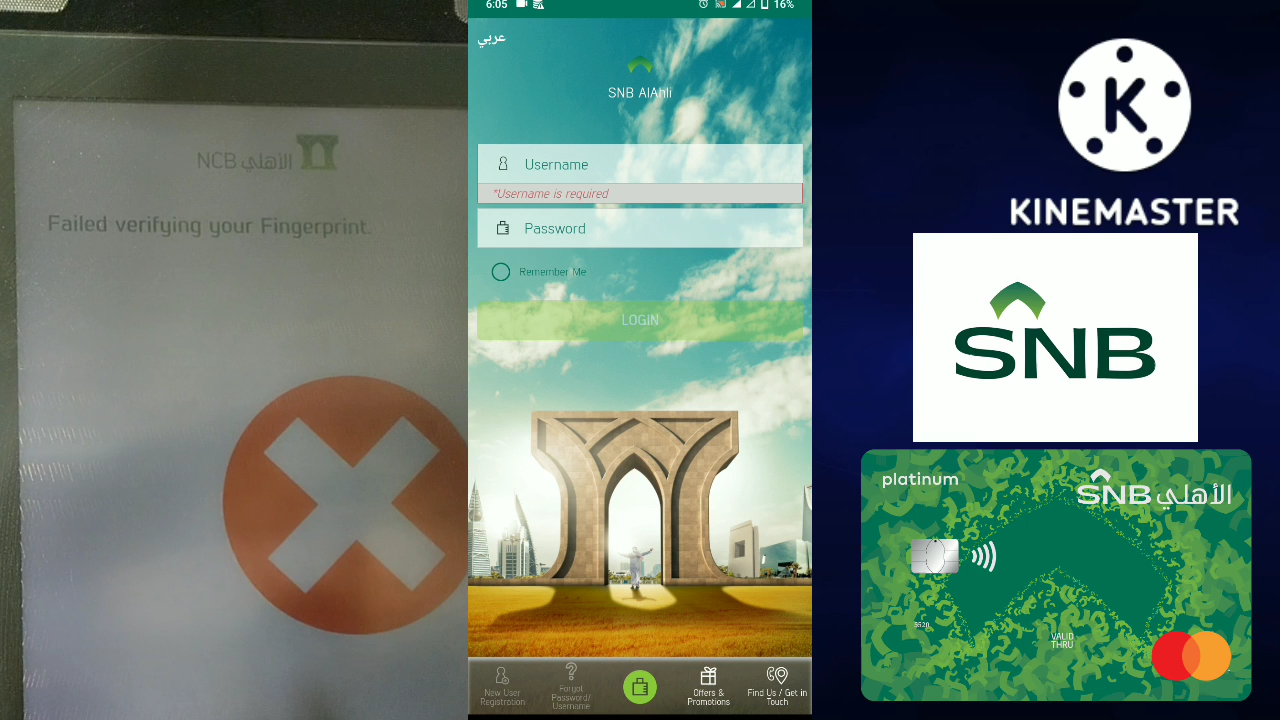 NCB الأهلي
Failed verifying your Fingerprint.
6:05
16%
عربي
SNB AlAhli
Username
*Username is required
Password
Remember Me
LOGIN
New User
Registration
Forgot
Password/
Username
Offers &
Promotions
Find Us / Get in
Touch
K
KINEMASTER
SNB
platinum
SNB الأهلي
5520
VALID
THRU